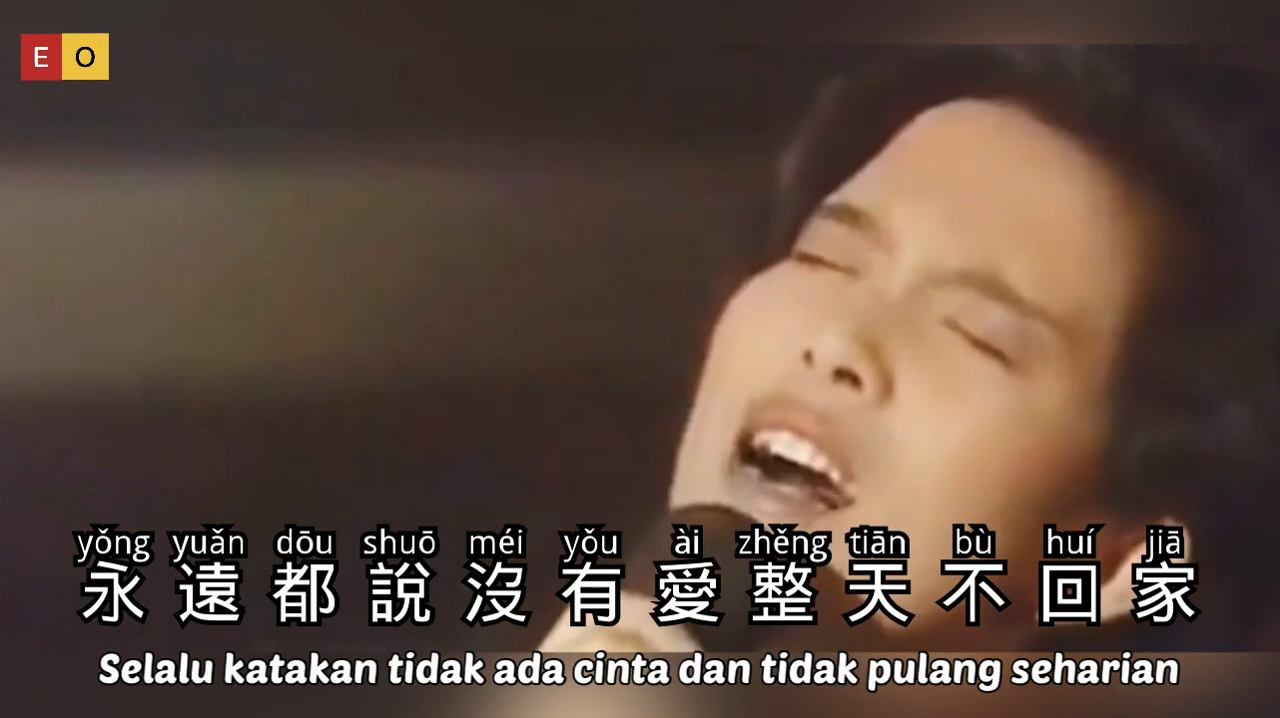 E O
yǒng yuǎn dōu shuō méi yǒu ài zhěng tiān bù huí jiā
永遠都說沒有愛整天不回家
Selalu katakan tidak ada cinta dan tidak pulang seharian